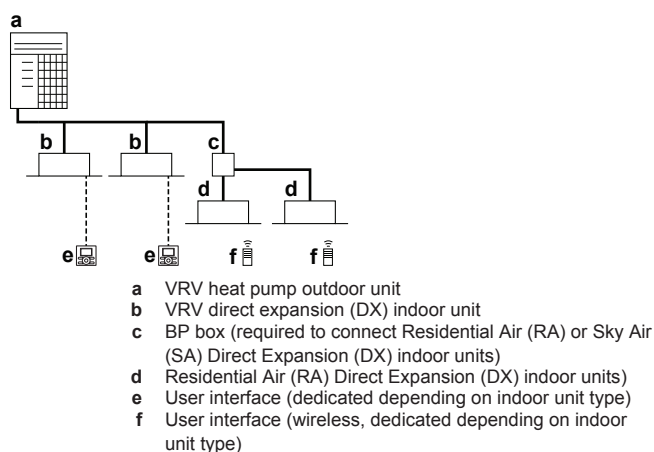 a
b b c
d d
e e f f
a VRV heat pump outdoor unit
b VRV direct expansion (DX) indoor unit
c BP box (required to connect Residential Air (RA) or Sky Air
(SA) Direct Expansion (DX) indoor units)
d Residential Air (RA) Direct Expansion (DX) indoor units)
e User interface (dedicated depending on indoor unit type)
f User interface (wireless, dedicated depending on indoor
unit type)